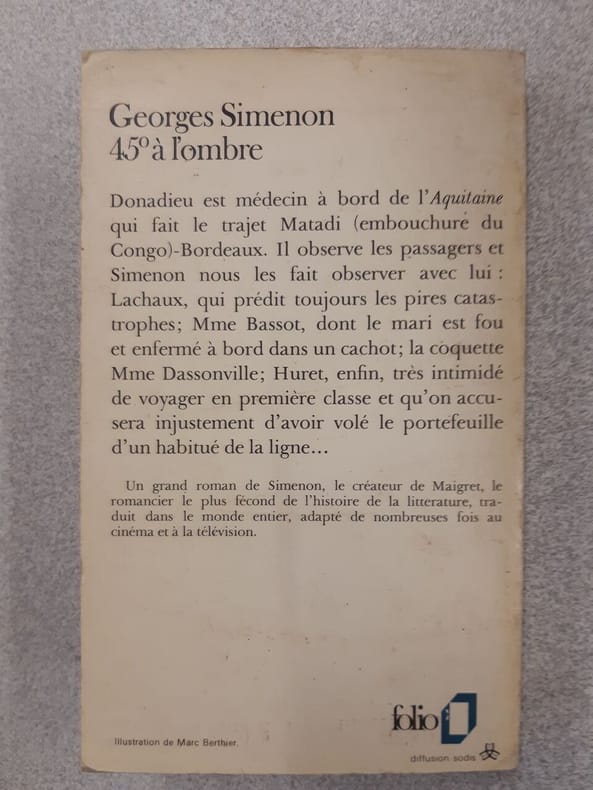 Georges Simenon
45º à l'ombre
Donadieu est médecin à bord de l'Aquitaine
qui fait le trajet Matadi (embouchure du
Congo)-Bordeaux. Il observe les passagers et
Simenon nous les fait observer avec lui :
Lachaux, qui prédit toujours les pires catas-
trophes; Mme Bassot, dont le mari est fou
et enfermé à bord dans un cachot; la coquette
Mme Dassonville; Huret, enfin, très intimidé
de voyager en première classe et qu'on accu-
sera injustement d'avoir volé le portefeuille
d'un habitué de la ligne...
Un grand roman de Simenon, le créateur de Maigret, le
romancier le plus fécond de l'histoire de la litterature, tra-
duit dans le monde entier, adapté de nombreuses fois au
cinéma et à la télévision.
folio
Illustration de Marc Berthier.
diffusion sodis